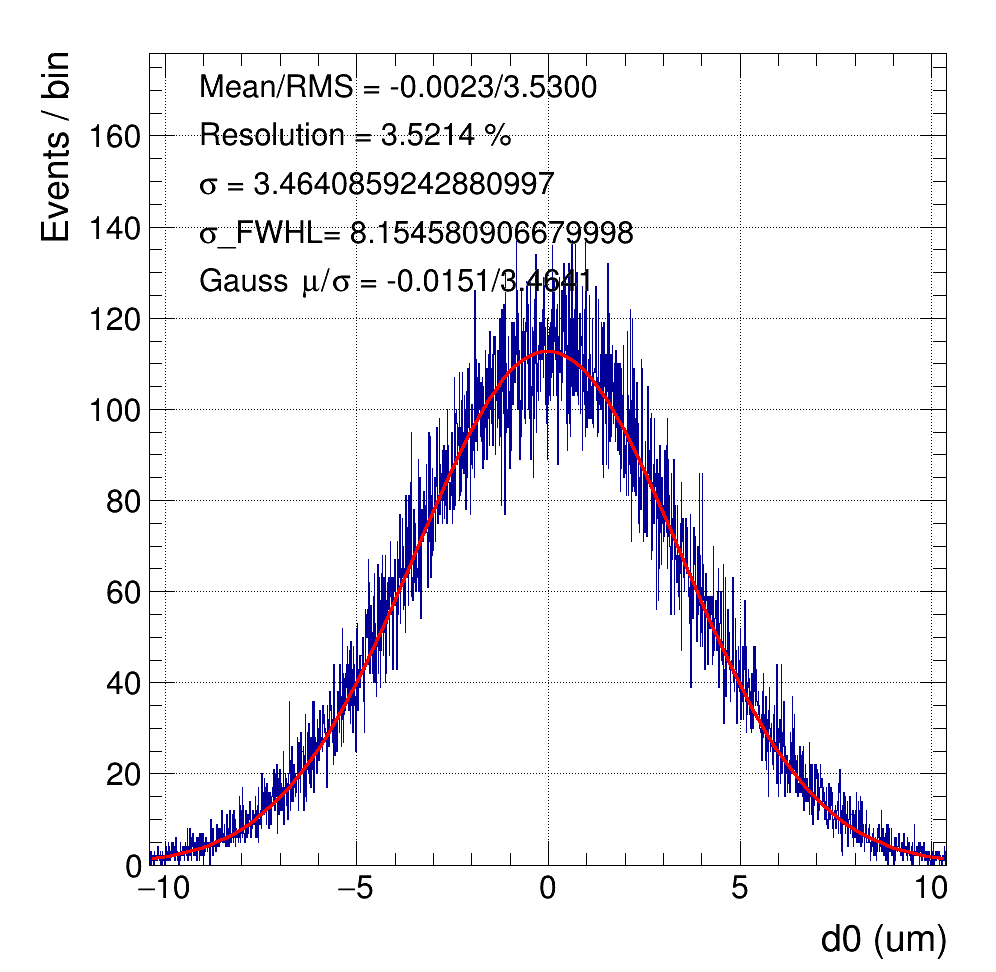 Events / bin
Mean/RMS = -0.0023/3.5300
Resolution = 3.5214 %
σ = 3.4640859242880997
σ_FWHL= 8.154580906679998
Gauss μ/σ = -0.0151/3.4641
160
140
120
100
80
60
40
20
0
−10 −5 0 5 10
d0 (um)